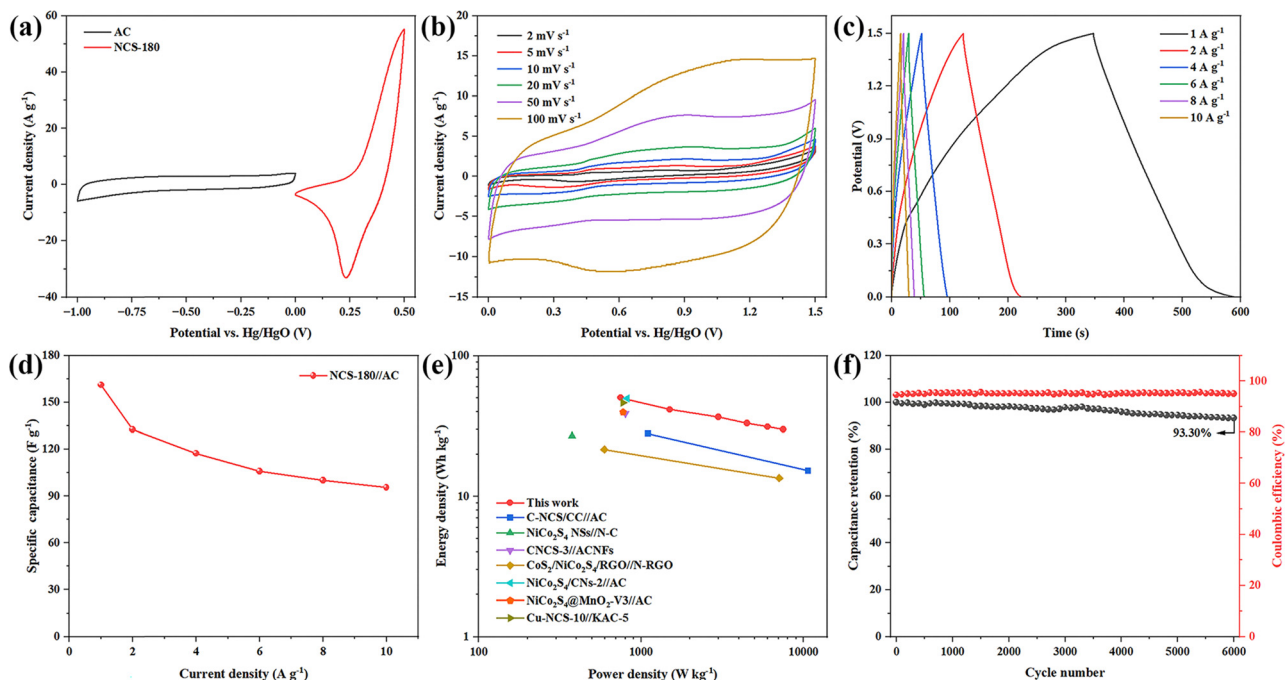 (a)
AC
NCS-180
Current density (A g⁻¹)
60
40
20
0
−20
−40
−1.00
−0.75
−0.50
−0.25
0.00
0.25
0.50
Potential vs. Hg/HgO (V)
(b)
2 mV s⁻¹
5 mV s⁻¹
10 mV s⁻¹
20 mV s⁻¹
50 mV s⁻¹
100 mV s⁻¹
Current density (A g⁻¹)
20
15
10
5
0
−5
−10
−15
0.0
0.3
0.6
0.9
1.2
1.5
Potential vs. Hg/HgO (V)
(c)
1 A g⁻¹
2 A g⁻¹
4 A g⁻¹
6 A g⁻¹
8 A g⁻¹
10 A g⁻¹
Potential (V)
1.5
1.2
0.9
0.6
0.3
0.0
0
100
200
300
400
500
600
Time (s)
(d)
NCS-180//AC
Specific capacitance (F g⁻¹)
180
150
120
90
60
30
0
0
2
4
6
8
10
Current density (A g⁻¹)
(e)
Energy density (Wh kg⁻¹)
100
10
1
This work
C-NCS/CC//AC
NiCo₂S₄ NSs//N-C
CNCS-3//ACNFs
CoS₂/NiCo₂S₄/RGO//N-RGO
NiCo₂S₄/CNs-2//AC
NiCo₂S₄@MnO₂-V3//AC
Cu-NCS-10//KAC-5
100
1000
10000
Power density (W kg⁻¹)
(f)
Capacitance retention (%)
120
100
80
60
40
20
0
93.30%
Coulombic efficiency (%)
100
80
60
40
20
0
0
1000
2000
3000
4000
5000
6000
Cycle number